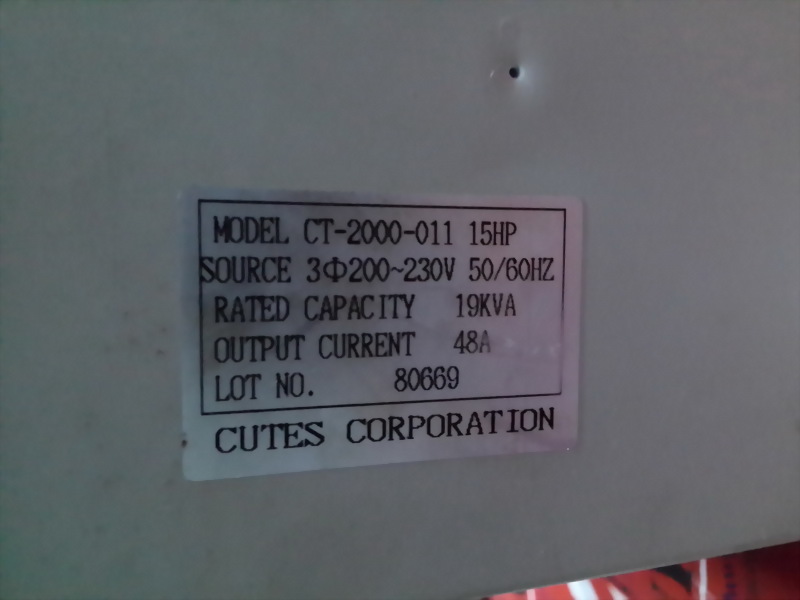 MODEL CT-2000-011 15HP
SOURCE 3Φ200~230V 50/60HZ
RATED CAPACITY 19KVA
OUTPUT CURRENT 48A
LOT NO. 80669
CUTES CORPORATION